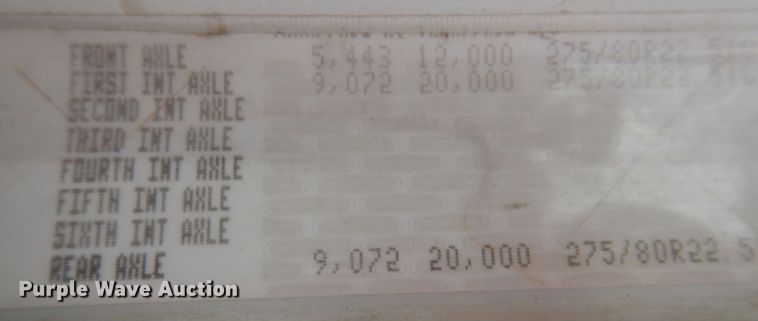 FRONT AXLE 5,443 12,000 275/80R22.5
FIRST INT AXLE 9,072 20,000 275/80R22.5
SECOND INT AXLE
THIRD INT AXLE
FOURTH INT AXLE
FIFTH INT AXLE
SIXTH INT AXLE
REAR AXLE 9,072 20,000 275/80R22.5
Purple Wave Auction